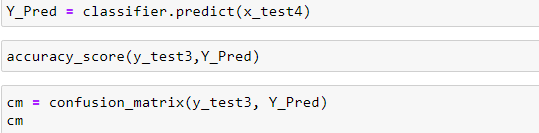 Y_Pred = classifier.predict(x_test4)
accuracy_score(y_test3,Y_Pred)
cm = confusion_matrix(y_test3, Y_Pred)
cm